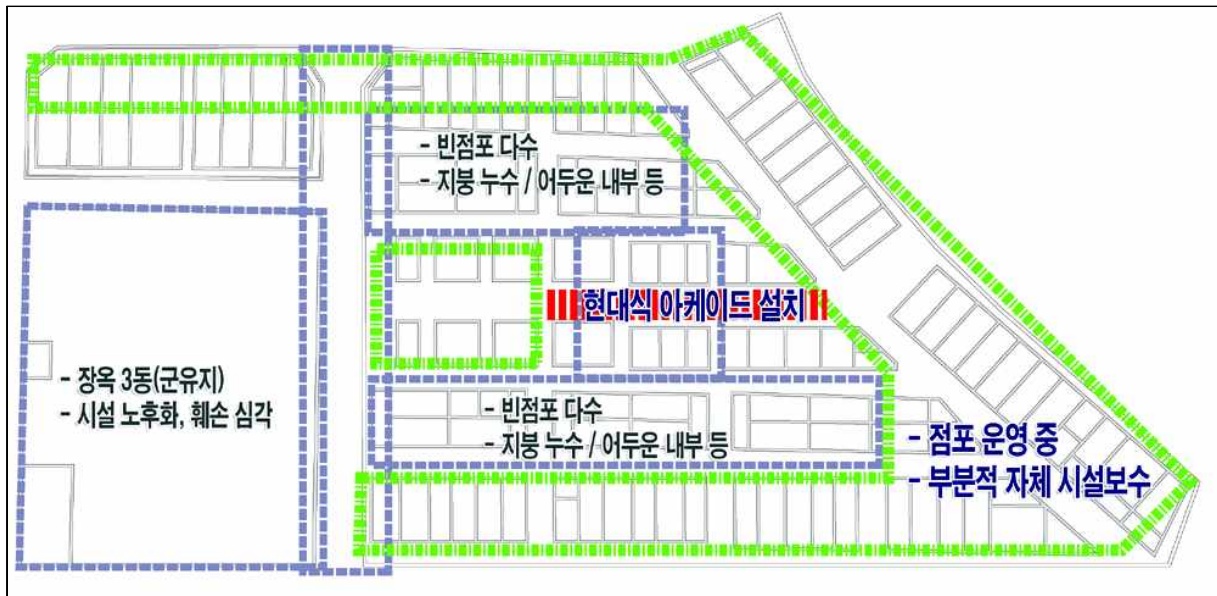 - 빈점포 다수
- 지붕 누수 / 어두운 내부 등
현대식 아케이드 설치
- 장옥 3동(군유지)
- 시설 노후화, 훼손 심각
- 빈점포 다수
- 지붕 누수 / 어두운 내부 등
- 점포 운영 중
- 부분적 자체 시설보수